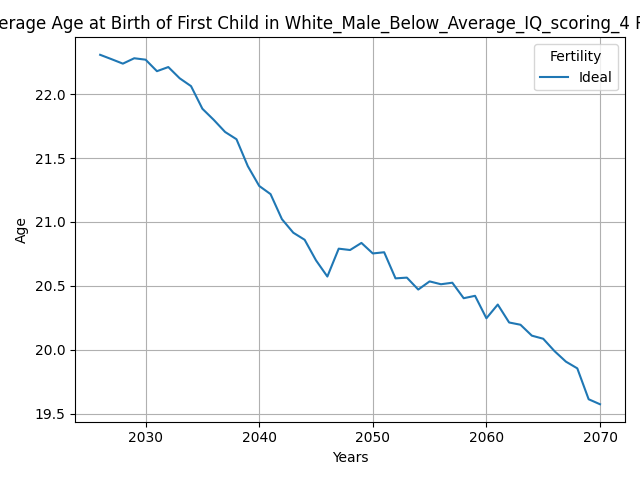 erage Age at Birth of First Child in White_Male_Below_Average_IQ_scoring_4
Fertility
Ideal
22.0
21.5
21.0
20.5
20.0
19.5
Age
2030 2040 2050 2060 2070
Years